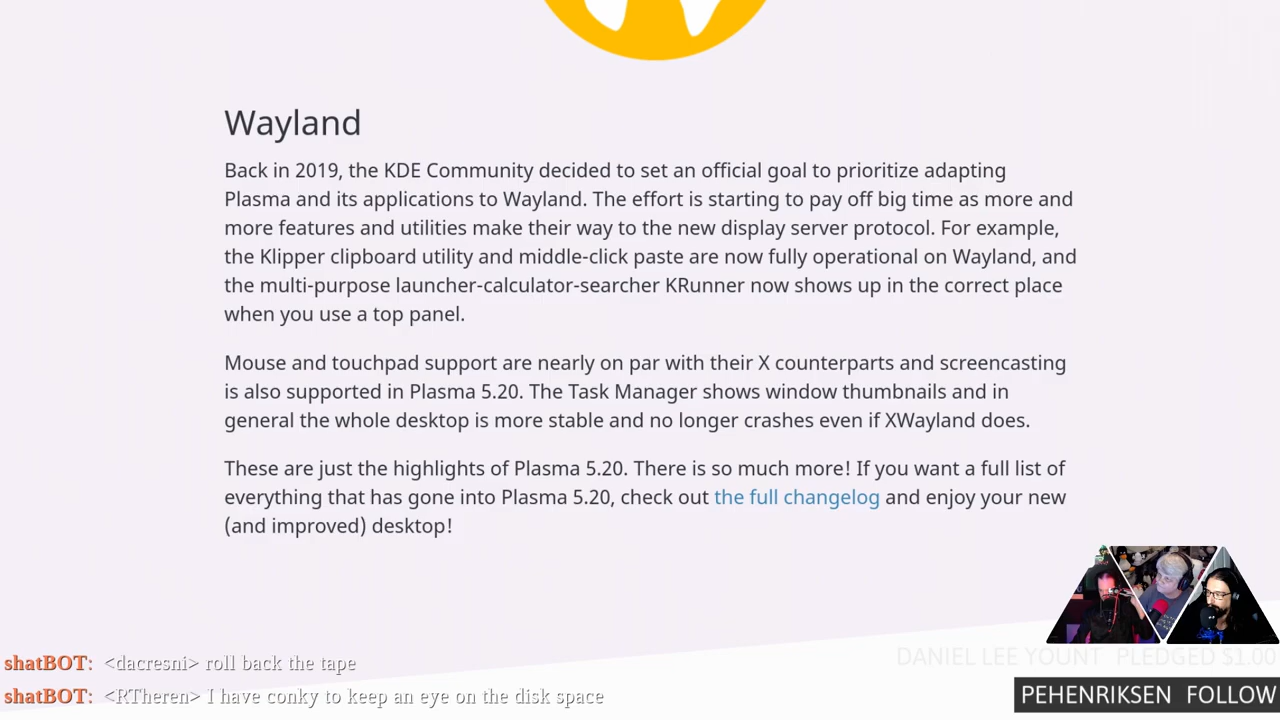 Wayland
Back in 2019, the KDE Community decided to set an official goal to prioritize adapting
Plasma and its applications to Wayland. The effort is starting to pay off big time as more and
more features and utilities make their way to the new display server protocol. For example,
the Klipper clipboard utility and middle-click paste are now fully operational on Wayland, and
the multi-purpose launcher-calculator-searcher KRunner now shows up in the correct place
when you use a top panel.
Mouse and touchpad support are nearly on par with their X counterparts and screencasting
is also supported in Plasma 5.20. The Task Manager shows window thumbnails and in
general the whole desktop is more stable and no longer crashes even if XWayland does.
These are just the highlights of Plasma 5.20. There is so much more! If you want a full list of
everything that has gone into Plasma 5.20, check out the full changelog and enjoy your new
(and improved) desktop!
shatBOT: <dacresni> roll back the tape
DANIEL LEE YOUNT PLEDGED $1.00
shatBOT: <RTheren> I have conky to keep an eye on the disk space
PEHENRIKSEN FOLLOW